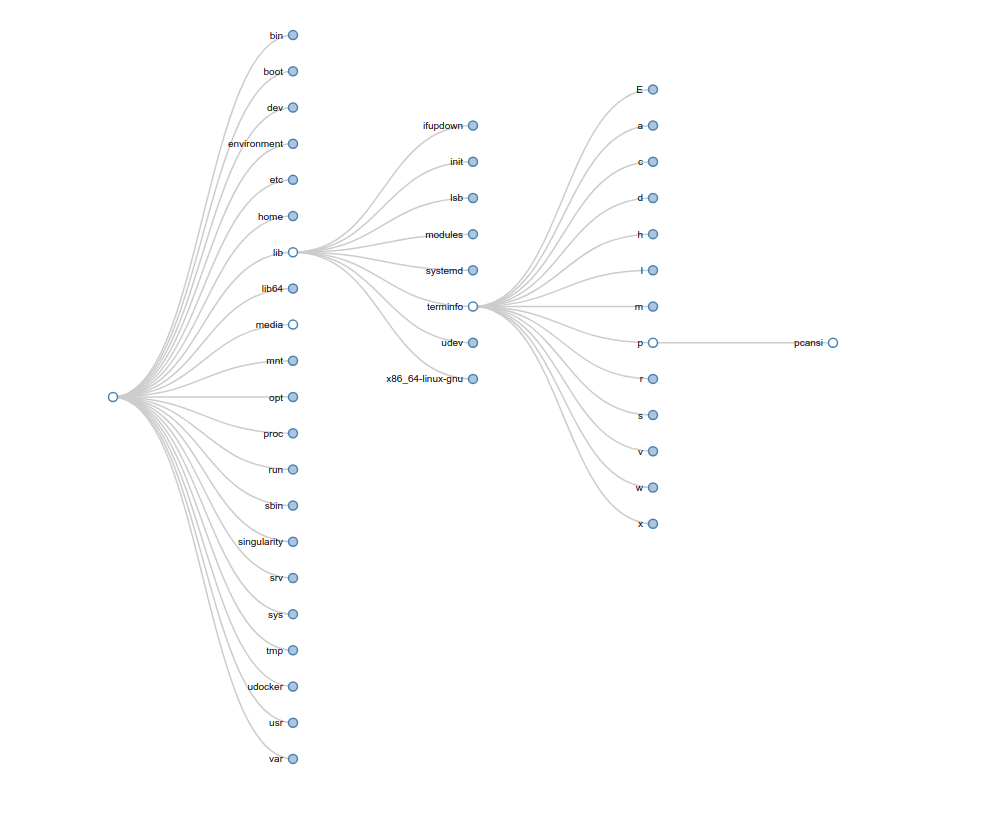 bin
boot
dev
environment
etc
home
lib
lib64
media
mnt
opt
proc
run
sbin
singularity
srv
sys
tmp
udocker
usr
var
ifupdown
init
lsb
modules
systemd
terminfo
udev
x86_64-linux-gnu
E
a
c
d
h
l
m
p
r
s
v
w
x
pcansi